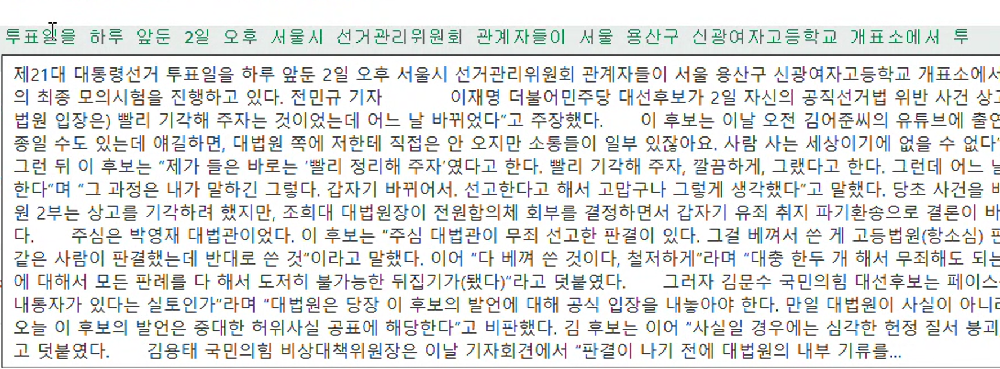 투표일을 하루 앞둔 2일 오후 서울시 선거관리위원회 관계자들이 서울 용산구 신광여자고등학교 개표소에서 투
제21대 대통령선거 투표일을 하루 앞둔 2일 오후 서울시 선거관리위원회 관계자들이 서울 용산구 신광여자고등학교 개표소에서
의 최종 모의시험을 진행하고 있다. 전민규 기자 이재명 더불어민주당 대선후보가 2일 자신의 공직선거법 위반 사건 상고
법원 입장은) 빨리 기각해 주자는 것이었는데 어느 날 바뀌었다”고 주장했다. 이 후보는 이날 오전 김어준씨의 유튜브에 출연
종일 수도 있는데 얘길하면, 대법원 쪽에 저한테 직접은 안 오지만 소통들이 일부 있잖아요. 사람 사는 세상이기에 없을 수 없다”
그런 뒤 이 후보는 “제가 들은 바로는 ‘빨리 정리해 주자’였다고 한다. 빨리 기각해 주자, 깔끔하게, 그랬다고 한다. 그런데 어느 날
한다”며 “그 과정은 내가 말하긴 그렇다. 갑자기 바뀌어서. 선고한다고 해서 고맙구나 그렇게 생각했다”고 말했다. 당초 사건을
원 2부는 상고를 기각하려 했지만, 조희대 대법원장이 전원합의체 회부를 결정하면서 갑자기 유죄 취지 파기환송으로 결론이
다. 주심은 박영재 대법관이었다. 이 후보는 “주심 대법관이 무죄 선고한 판결이 있다. 그걸 베껴서 쓴 게 고등법원(항소심)
같은 사람이 판결했는데 반대로 쓴 것”이라고 말했다. 이어 “다 베껴 쓴 것이다, 철저하게”라며 “대충 한두 개 해서 무죄해도 되는
에 대해서 모든 판례를 다 해서 도저히 불가능한 뒤집기가(됐다)”라고 덧붙였다. 그러자 김문수 국민의힘 대선후보는 페이스
내통자가 있다는 실토인가”라며 “대법원은 당장 이 후보의 발언에 대해 공식 입장을 내놓아야 한다. 만일 대법원이 사실이 아니라
오늘 이 후보의 발언은 중대한 허위사실 공표에 해당한다”고 비판했다. 김 후보는 이어 “사실일 경우에는 심각한 헌정 질서 붕괴
고 덧붙였다. 김용태 국민의힘 비상대책위원장은 이날 기자회견에서 “판결이 나기 전에 대법원의 내부 기류를...